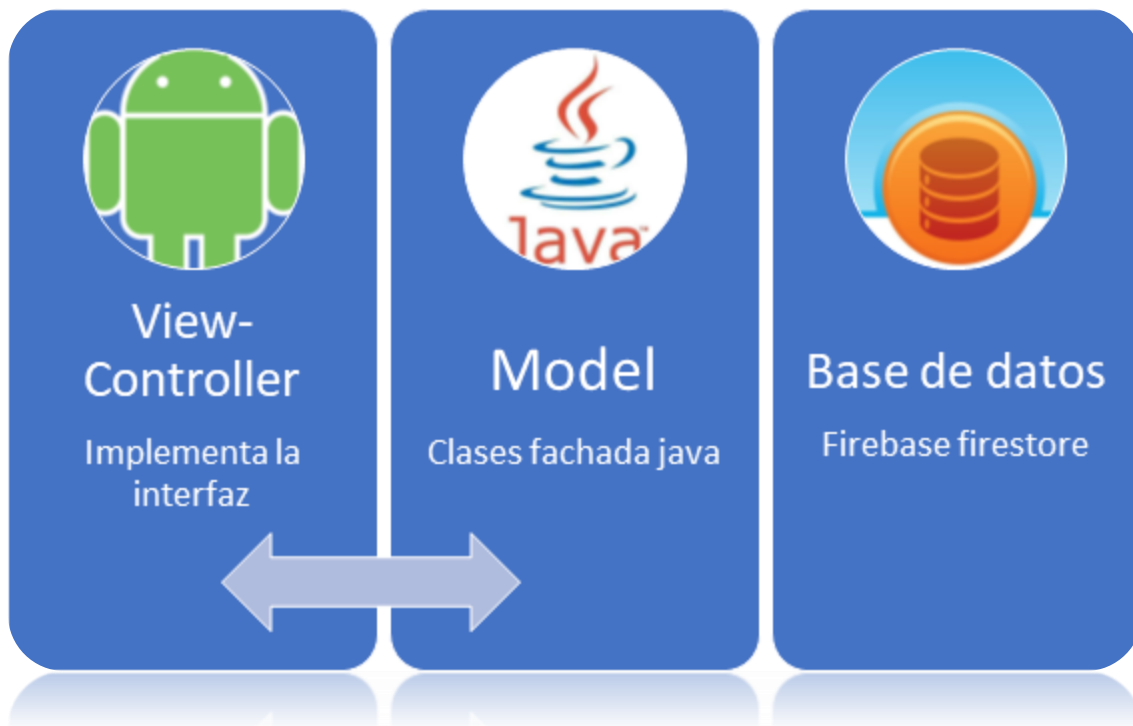 Java
View-
Controller
Implementa la
interfaz
Model
Clases fachada java
Base de datos
Firebase firestore